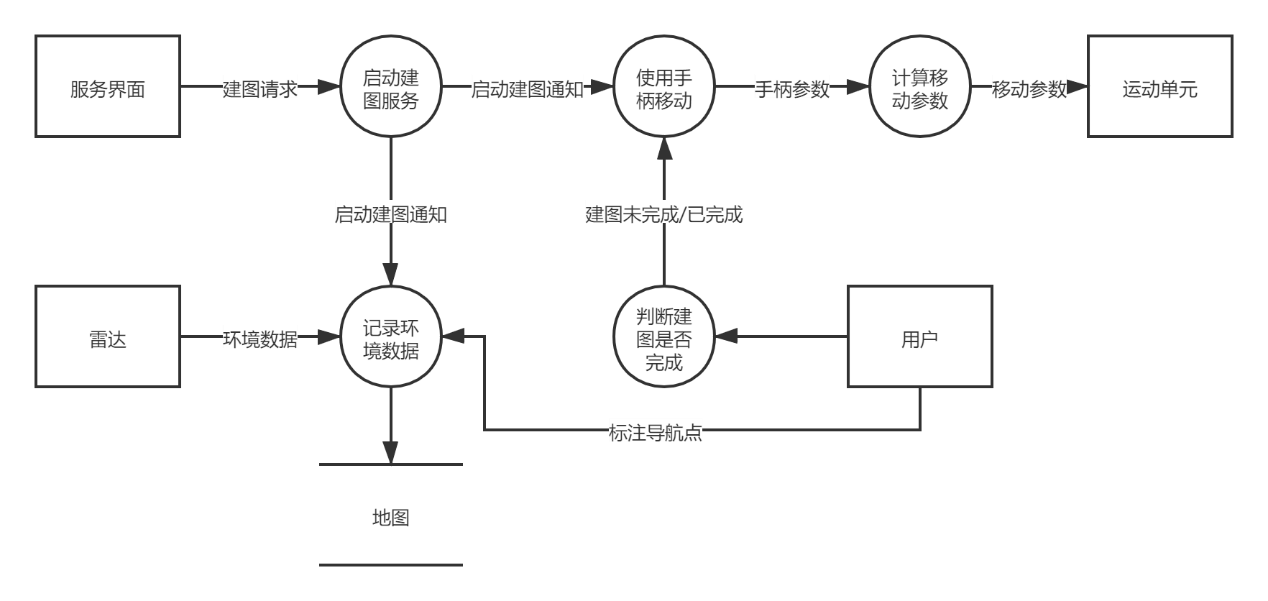 服务界面
建图请求
启动建
图服务
启动建图通知
使用手
柄移动
手柄参数
计算移
动参数
移动参数
运动单元
启动建图通知
建图未完成/已完成
雷达
环境数据
记录环
境数据
判断建
图是否
完成
用户
标注导航点
地图